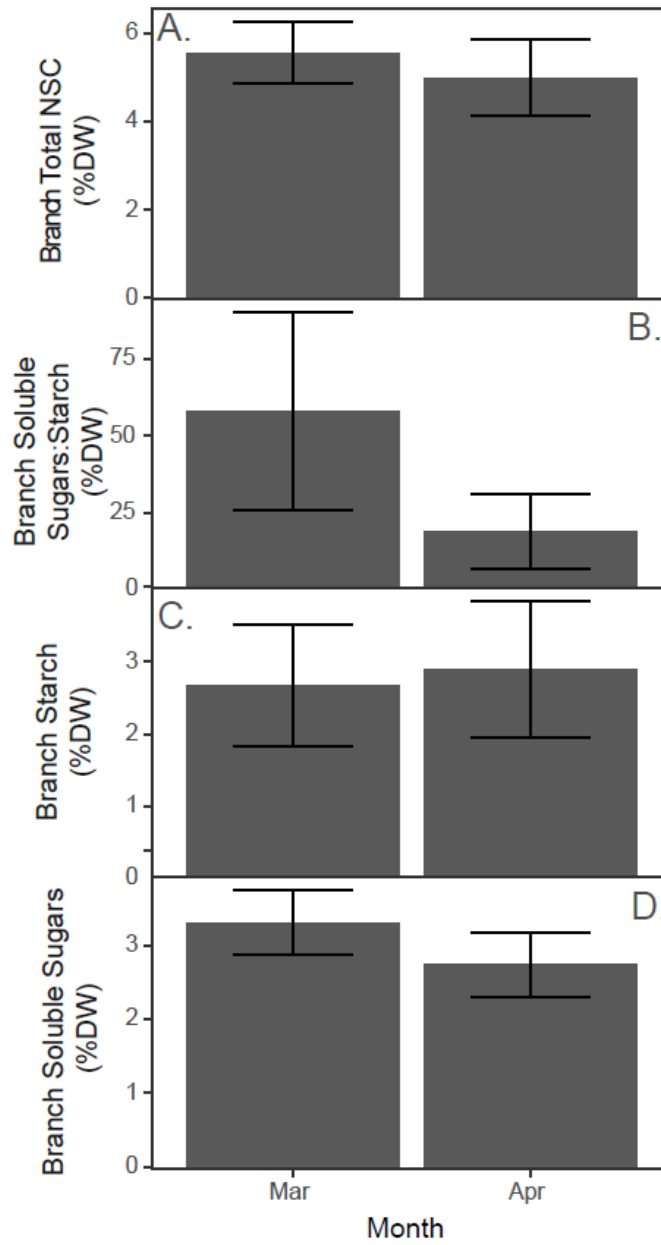 A.
Branch Total NSC
(%DW)
6
4
2
0
B.
Branch Soluble
Sugars:Starch
(%DW)
75
50
25
0
C.
Branch Starch
(%DW)
3
2
1
0
D.
Branch Soluble Sugars
(%DW)
3
2
1
0
Mar Apr
Month